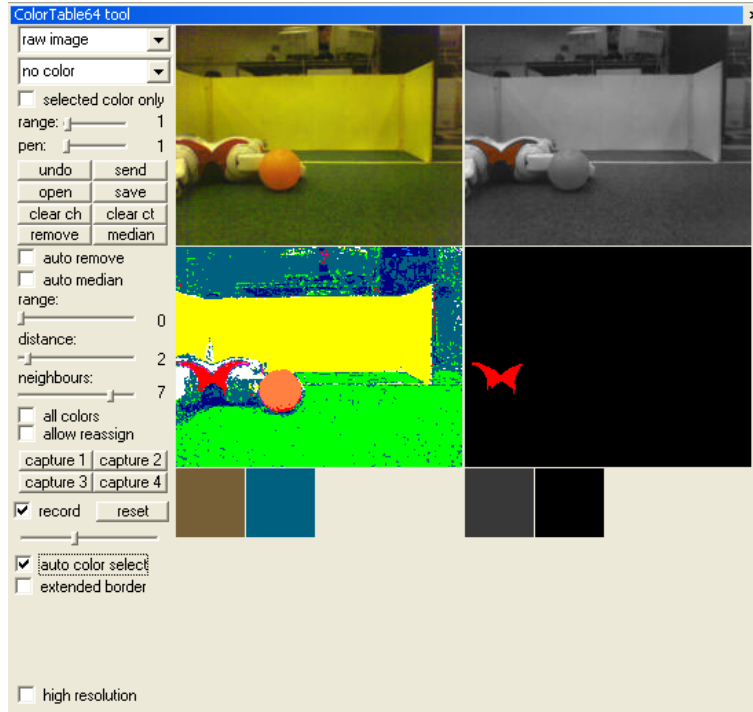 ColorTable64 tool
raw image
no color
selected color only
range: 1
pen: 1
undo send
open save
clear ch clear ct
remove median
auto remove
auto median
range:
0
distance:
2
neighbours:
7
all colors
allow reassign
capture 1 capture 2
capture 3 capture 4
record reset
auto color select
extended border
high resolution